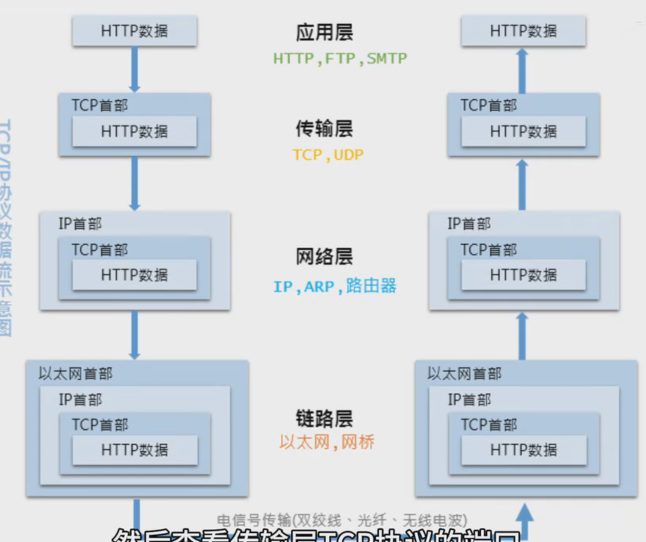 HTTP数据
TCP首部
HTTP数据
IP首部
TCP首部
HTTP数据
以太网首部
IP首部
TCP首部
HTTP数据
应用层
HTTP,FTP,SMTP
传输层
TCP,UDP
网络层
IP,ARP,路由器
链路层
以太网,网桥
HTTP数据
TCP首部
HTTP数据
IP首部
TCP首部
HTTP数据
以太网首部
IP首部
TCP首部
HTTP数据
TCP/IP协议数据流示意图
电信号传输(双绞线、光纤、无线电波)
然后查看传输层TCP协议的端口